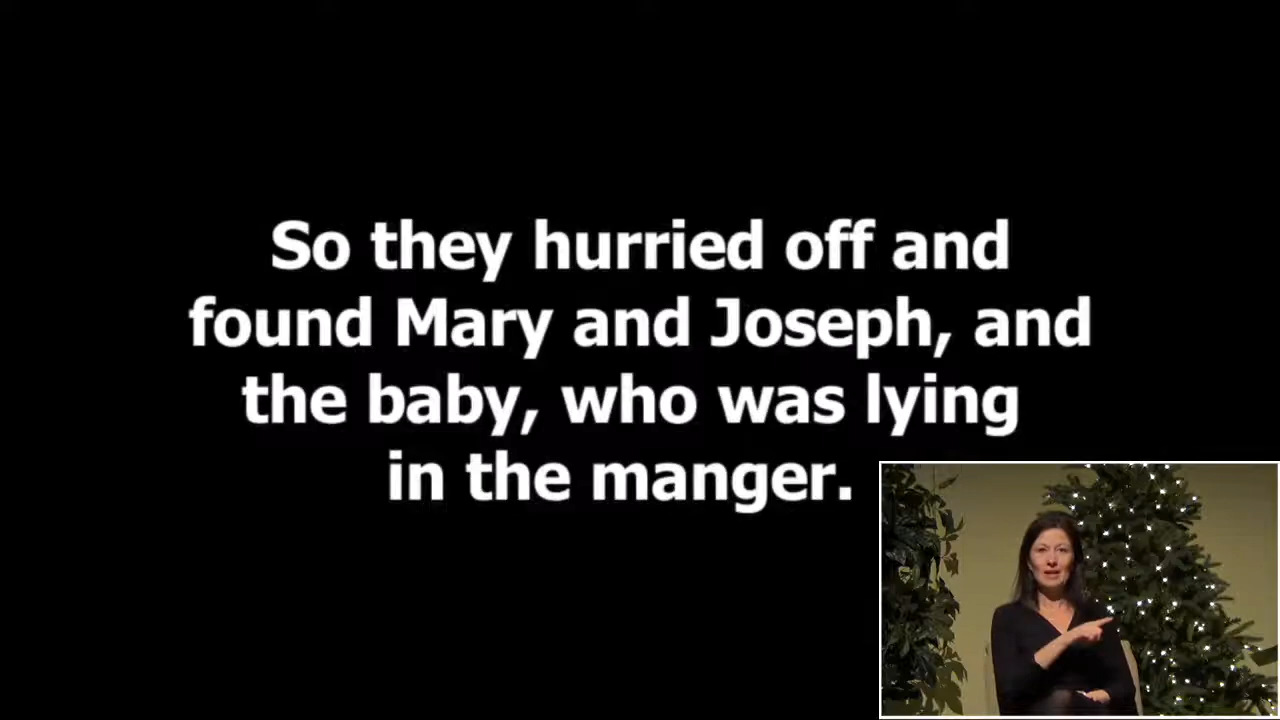 So they hurried off and
found Mary and Joseph, and
the baby, who was lying
in the manger.